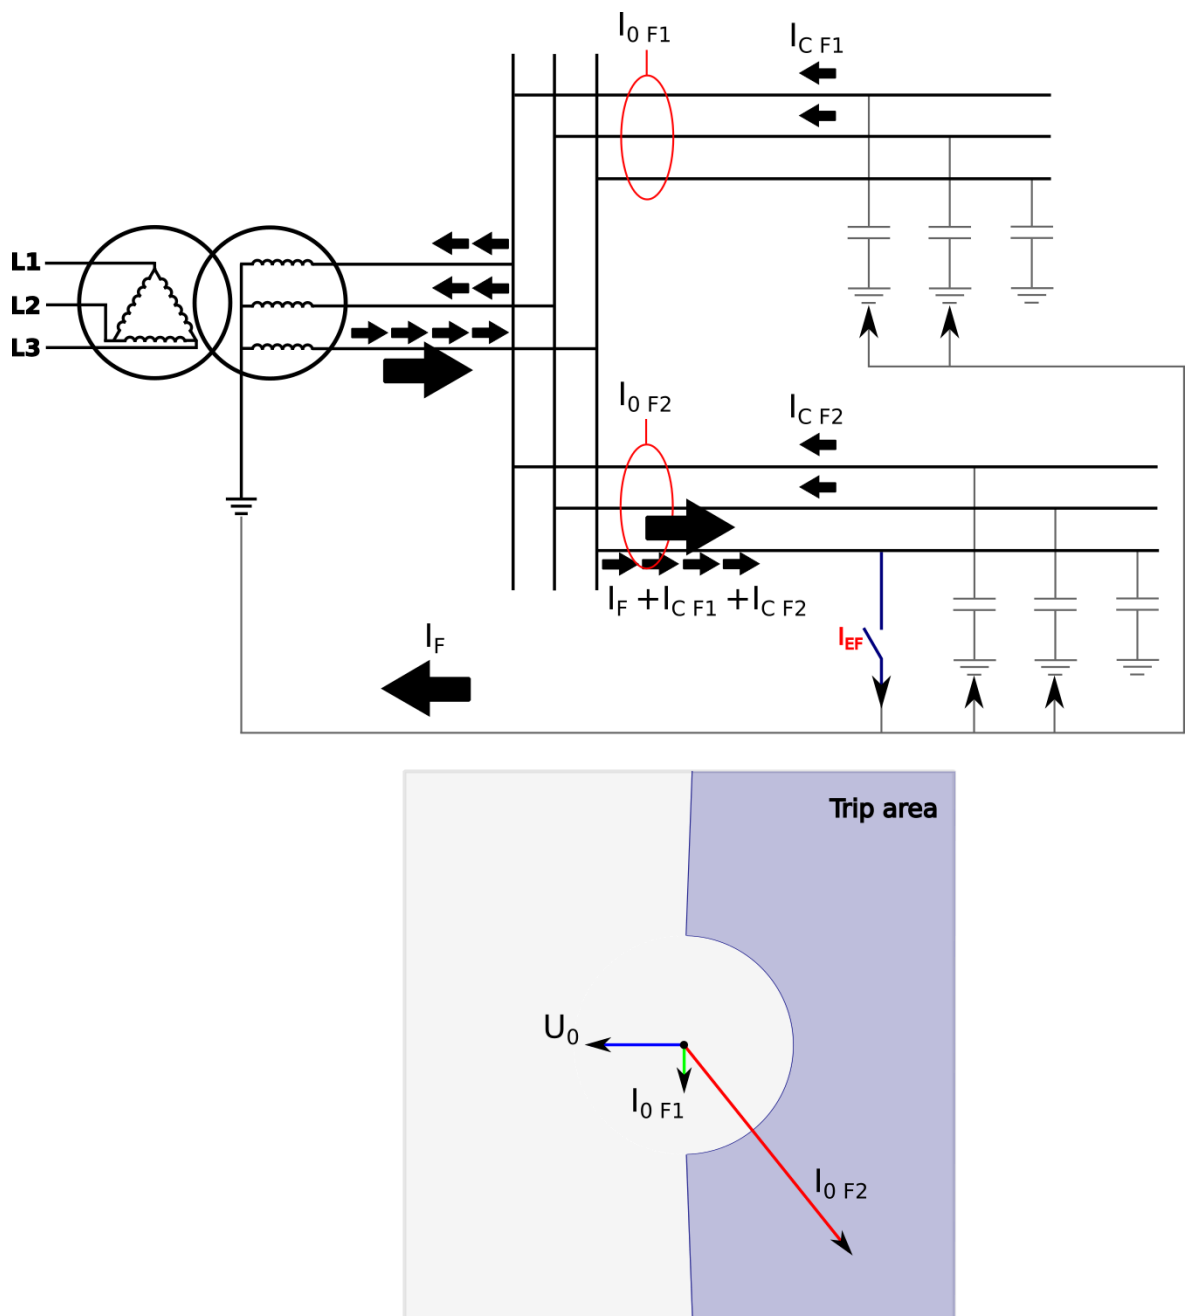 I0 F1
IC F1
L1
L2
L3
I0 F2
IC F2
IF +IC F1 +IC F2
IF
IEF
Trip area
U0
I0 F1
I0 F2